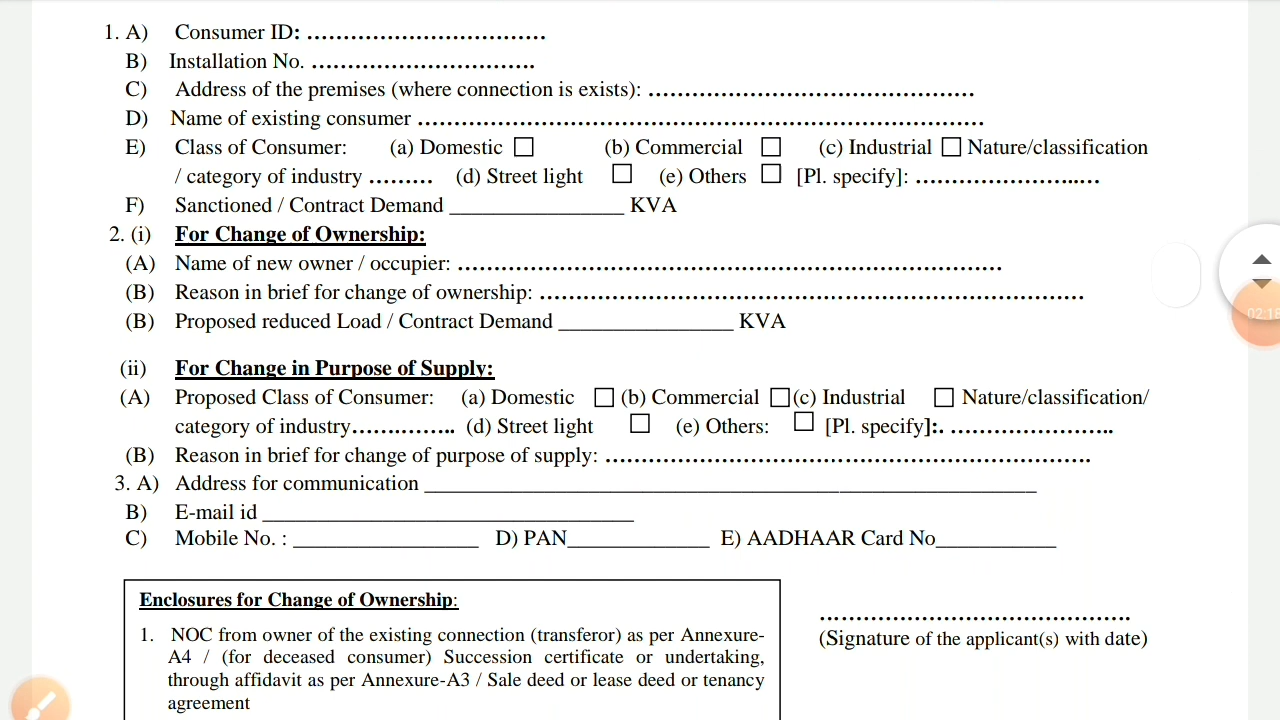 1. A) Consumer ID: ……………………………
B) Installation No. ………………………….
C) Address of the premises (where connection is exists): ………………………………………
D) Name of existing consumer ……………………………………………………………………
E) Class of Consumer: (a) Domestic □ (b) Commercial □ (c) Industrial □ Nature/classification
/ category of industry ……… (d) Street light □ (e) Others □ [Pl. specify]: …………………..…
F) Sanctioned / Contract Demand ________________ KVA
2. (i) For Change of Ownership:
(A) Name of new owner / occupier: …………………………………………………………………
(B) Reason in brief for change of ownership: …………………………………………………………………
(B) Proposed reduced Load / Contract Demand ________________ KVA
(ii) For Change in Purpose of Supply:
(A) Proposed Class of Consumer: (a) Domestic □ (b) Commercial □ (c) Industrial □ Nature/classification/
category of industry………….. (d) Street light □ (e) Others: □ [Pl. specify]:. …………………..
(B) Reason in brief for change of purpose of supply: …………………………………………………………
3. A) Address for communication ________________________________________________________
B) E-mail id __________________________________
C) Mobile No. : _________________ D) PAN_____________ E) AADHAAR Card No___________
Enclosures for Change of Ownership:
1. NOC from owner of the existing connection (transferor) as per Annexure-
A4 / (for deceased consumer) Succession certificate or undertaking,
through affidavit as per Annexure-A3 / Sale deed or lease deed or tenancy
agreement
……………………………………
(Signature of the applicant(s) with date)
02:18